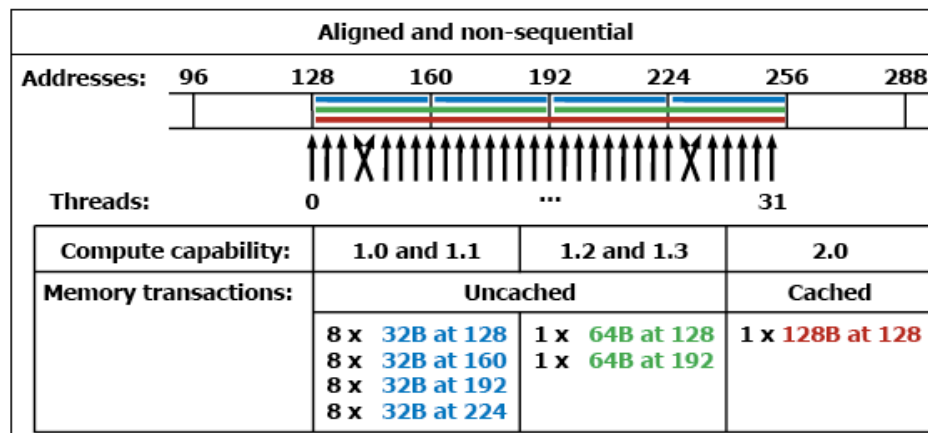 Aligned and non-sequential
Addresses: 96 128 160 192 224 256 288
Threads: 0 ... 31
Compute capability: 1.0 and 1.1 1.2 and 1.3 2.0
Memory transactions: Uncached Cached
8 x 32B at 128 1 x 64B at 128 1 x 128B at 128
8 x 32B at 160 1 x 64B at 192
8 x 32B at 192
8 x 32B at 224